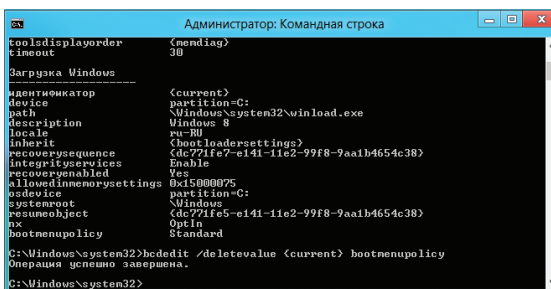 Администратор: Командная строка
toolsdisplayorder {memdiag}
timeout 30
Загрузка Windows
-------------------
идентификатор {current}
device partition=C:
path \Windows\system32\winload.exe
description Windows 8
locale ru-RU
inherit {bootloadersettings}
recoverysequence {dc771fe7-e141-11e2-99f8-9aa1b4654c38}
integrityservices Enable
recoveryenabled Yes
allowedinmemorysettings 0x15000075
osdevice partition=C:
systemroot \Windows
resumeobject {dc771fe7-e141-11e2-99f8-9aa1b4654c38}
nx OptIn
bootmenupolicy Standard
C:\Windows\system32>bcdedit /deletevalue {current} bootmenupolicy
Операция успешно завершена.
C:\Windows\system32>